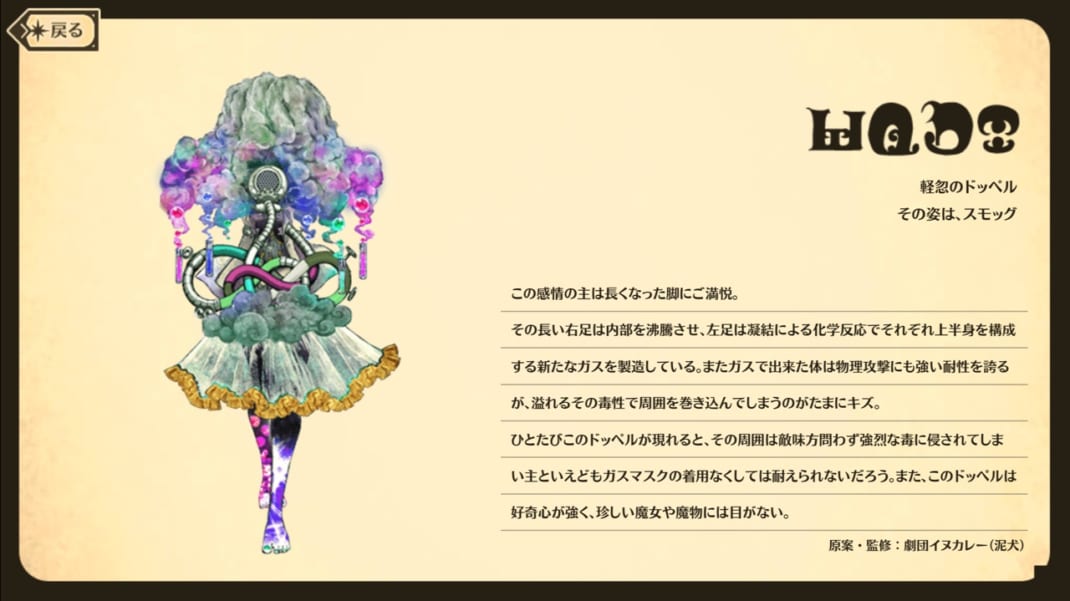 戻る
軽忽のドッペル
その姿は、スモッグ
この感情の主は長くなった脚にご満悦。
その長い右足は内部を沸騰させ、左足は凝結による化学反応でそれぞれ上半身を構成
する新たなガスを製造している。またガスで出来た体は物理攻撃にも強い耐性を誇る
が、溢れるその毒性で周囲を巻き込んでしまうのがたまにキズ。
ひとたびこのドッペルが現れると、その周囲は敵味方問わず強烈な毒に侵されてしま
い主といえどもガスマスクの着用なくしては耐えられないだろう。また、このドッペルは
好奇心が強く、珍しい魔女や魔物には目がない。
原案・監修：劇団イヌカレー（泥犬）